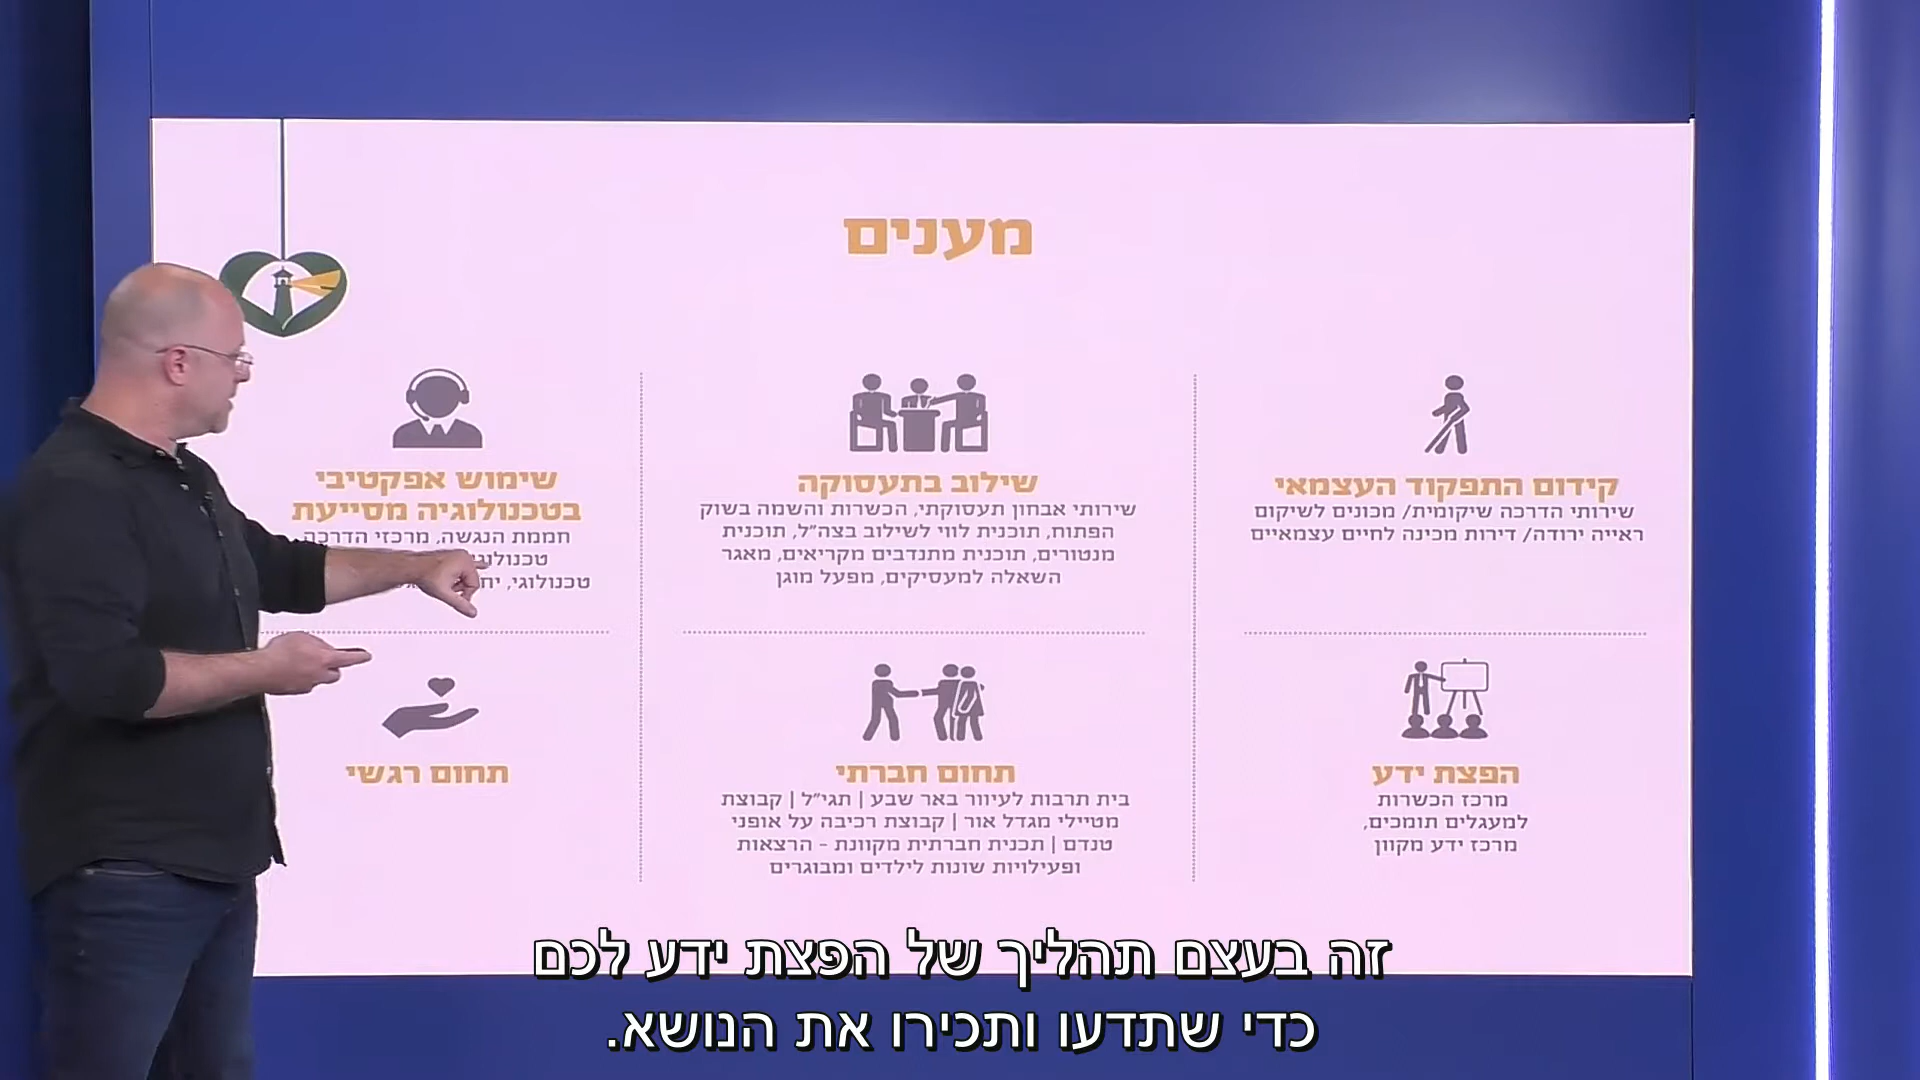 מענים
קידום התפקוד העצמאי
שירותי הדרכה שיקומית/ מכונים לשיקום
ראייה ירודה/ דירות מכינה לחיים עצמאיים
שילוב בתעסוקה
שירותי אבחון תעסוקתי, הכשרות והשמה בשוק
הפתוח, תוכנית לווי לשילוב בצה״ל, תוכנית
מנטורים, תוכנית מתנדבים מקריאים, מאגר
השאלה למעסיקים, מפעל מוגן
שימוש אפקטיבי
בטכנולוגיה מסייעת
חממת הנגשה, מרכזי הדרכה
טכנולוגי,
הפצת ידע
מרכז הכשרות
למעגלים תומכים,
מרכז ידע מקוון
תחום חברתי
בית תרבות לעיוור באר שבע | תגי״ל | קבוצת
מטיילי מגדל אור | קבוצת רכיבה על אופני
טנדם | תכנית חברתית מקוונת - הרצאות
ופעילויות שונות לילדים ומבוגרים
תחום רגשי
זה בעצם תהליך של הפצת ידע לכם
כדי שתדעו ותכירו את הנושא.